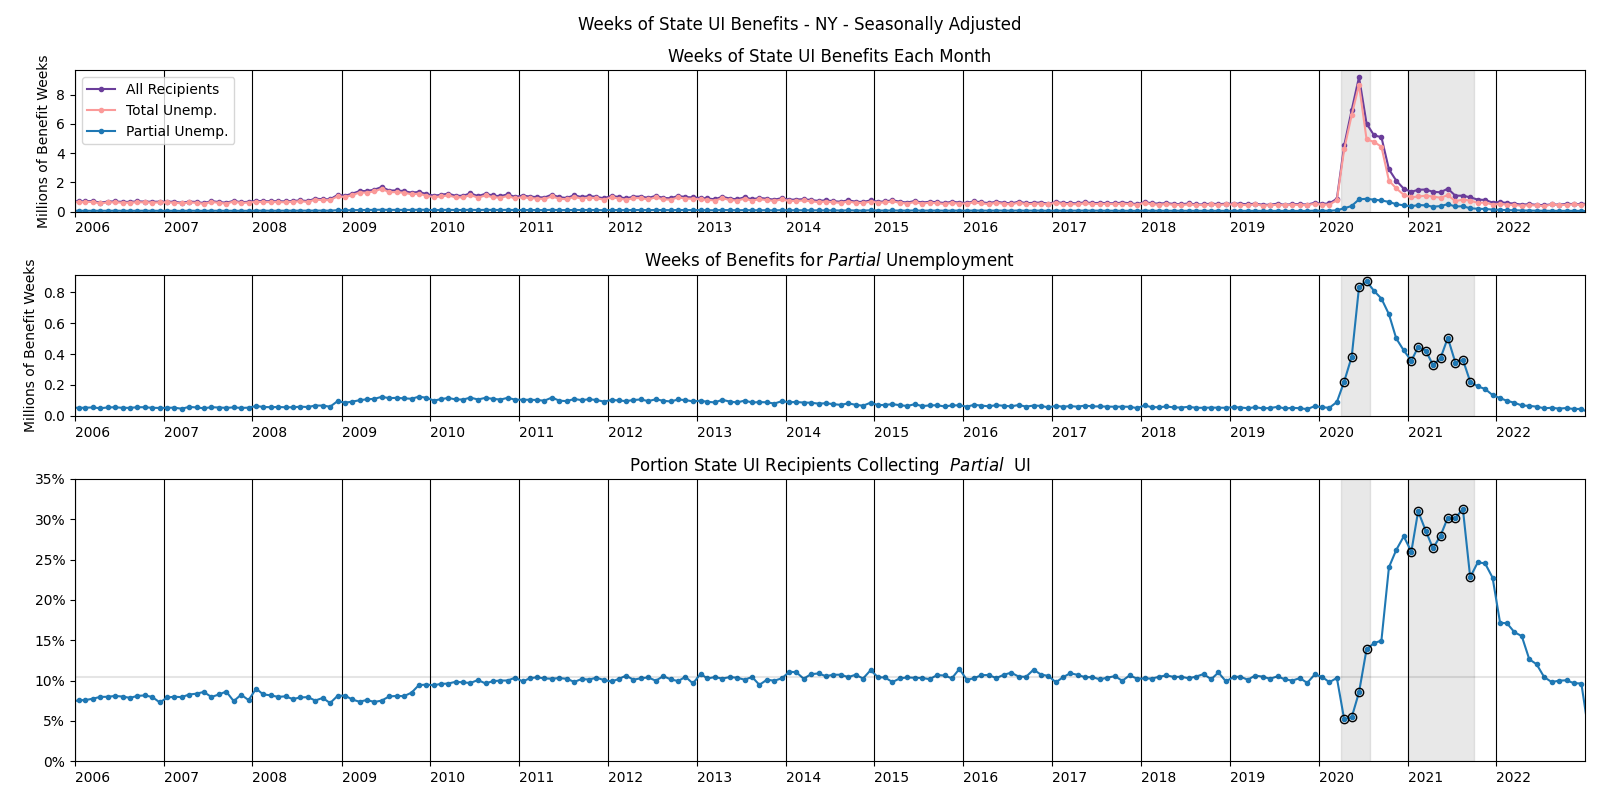 Weeks of State UI Benefits - NY - Seasonally Adjusted
Weeks of State UI Benefits Each Month
Millions of Benefit Weeks
8
6
4
2
0
All Recipients
Total Unemp.
Partial Unemp.
2006 2007 2008 2009 2010 2011 2012 2013 2014 2015 2016 2017 2018 2019 2020 2021 2022
Weeks of Benefits for Partial Unemployment
Millions of Benefit Weeks
0.8
0.6
0.4
0.2
0.0
2006 2007 2008 2009 2010 2011 2012 2013 2014 2015 2016 2017 2018 2019 2020 2021 2022
Portion State UI Recipients Collecting Partial UI
35%
30%
25%
20%
15%
10%
5%
0%
2006 2007 2008 2009 2010 2011 2012 2013 2014 2015 2016 2017 2018 2019 2020 2021 2022